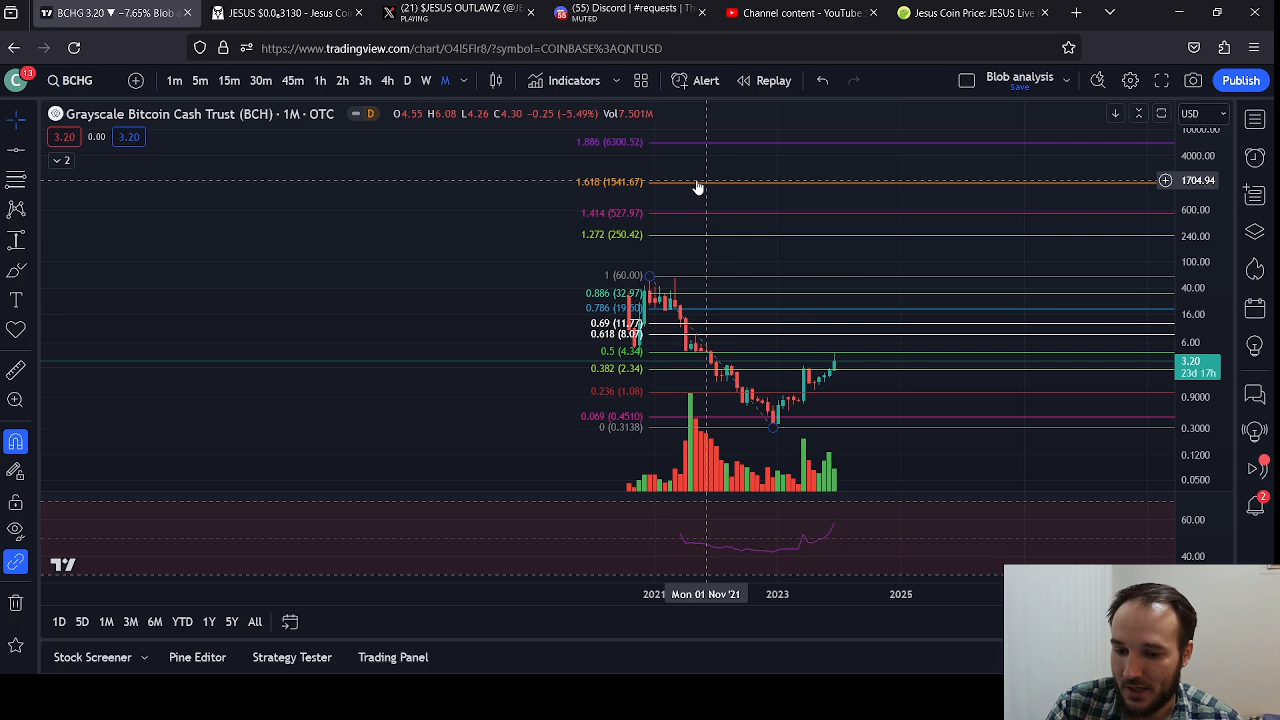 BCHG 3.20 ▼ −7.65% Blob a
JESUS $0.0₈3130 - Jesus Coi
(21) $JESUS OUTLAWZ (@JE
PLAYING
(55) Discord | #requests | Th
MUTED
Channel content - YouTube S
Jesus Coin Price: JESUS Live
https://www.tradingview.com/chart/O4I5FIr8/?symbol=COINBASE%3AQNTUSD
C 13 BCHG 1m 5m 15m 30m 45m 1h 2h 3h 4h D W M Indicators Alert Replay Blob analysis Save Publish
Grayscale Bitcoin Cash Trust (BCH) · 1M · OTC D O4.55 H6.08 L4.26 C4.30 −0.25 (−5.49%) Vol7.501M
USD
3.20 0.00 3.20
2
10000.00
4000.00
1704.94
600.00
240.00
100.00
40.00
16.00
6.00
3.20
23d 17h
0.9000
0.3000
0.1200
0.0500
60.00
40.00
1.886 (6300.52)
1.618 (1541.67)
1.414 (527.97)
1.272 (250.42)
1 (60.00)
0.886 (32.97)
0.786 (19.50)
0.69 (11.77)
0.618 (8.07)
0.5 (4.34)
0.382 (2.34)
0.236 (1.08)
0.069 (0.4510)
0 (0.3138)
2
2021 Mon 01 Nov '21 2023 2025
1D 5D 1M 3M 6M YTD 1Y 5Y All
Stock Screener Pine Editor Strategy Tester Trading Panel